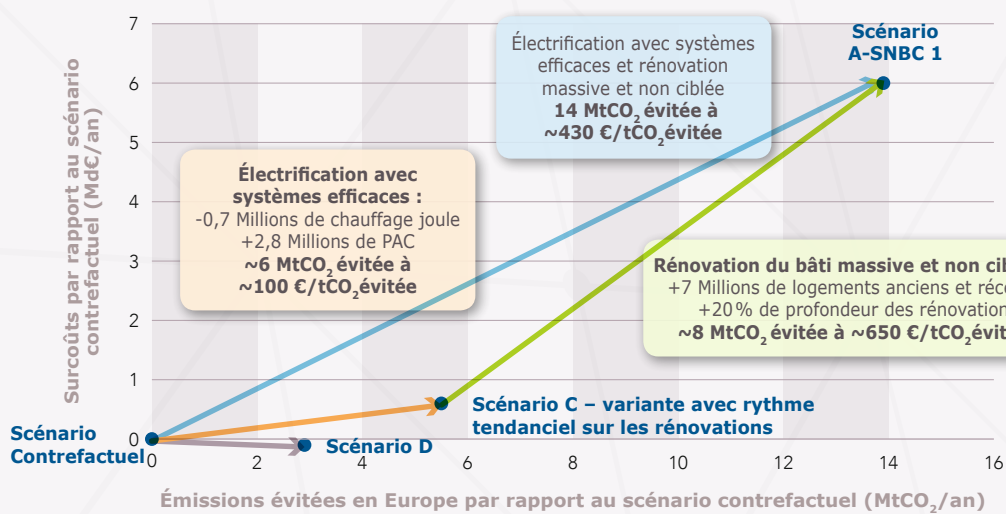 Surcoûts par rapport au scénario
contrefactuel (Md€/an)
7
6
5
4
3
2
1
0
Électrification avec systèmes
efficaces et rénovation
massive et non ciblée
14 MtCO₂ évitée à
~430 €/tCO₂évitée
Scénario
A-SNBC 1
Électrification avec
systèmes efficaces :
-0,7 Millions de chauffage joule
+2,8 Millions de PAC
~6 MtCO₂ évitée à
~100 €/tCO₂évitée
Rénovation du bâti massive et non cib
+7 Millions de logements anciens et réce
+20 % de profondeur des rénovation
~8 MtCO₂ évitée à ~650 €/tCO₂évit
Scénario C – variante avec rythme
tendanciel sur les rénovations
Scénario
Contrefactuel
Scénario D
0 2 4 6 8 10 12 14 16
Émissions évitées en Europe par rapport au scénario contrefactuel (MtCO₂/an)